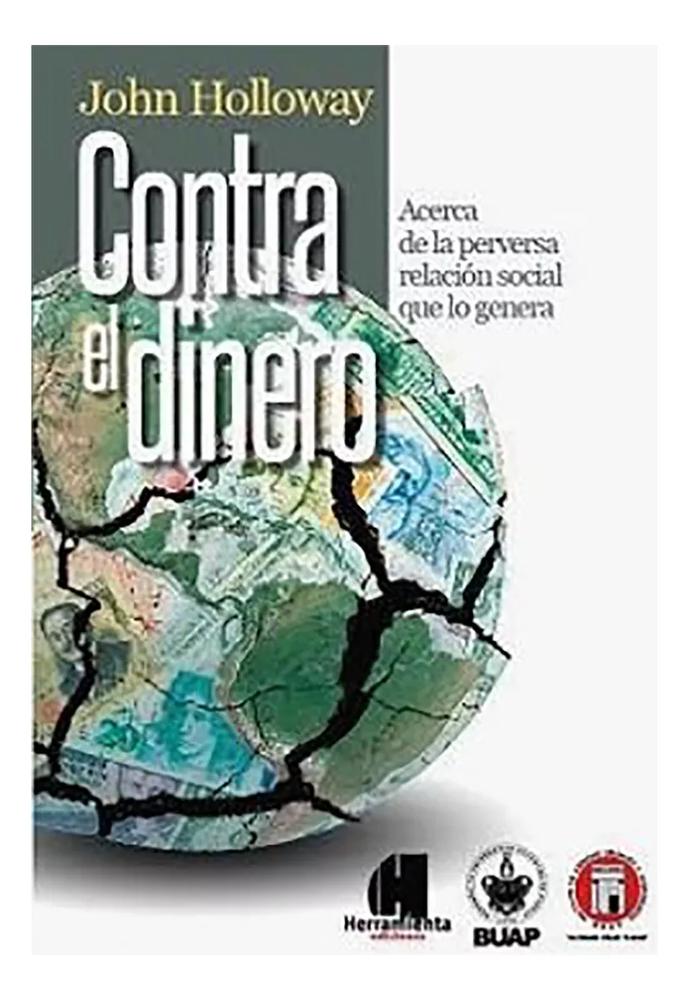 John Holloway
Contra
el dinero
Acerca
de la perversa
relación social
que lo genera
Herramienta
ediciones
BUAP